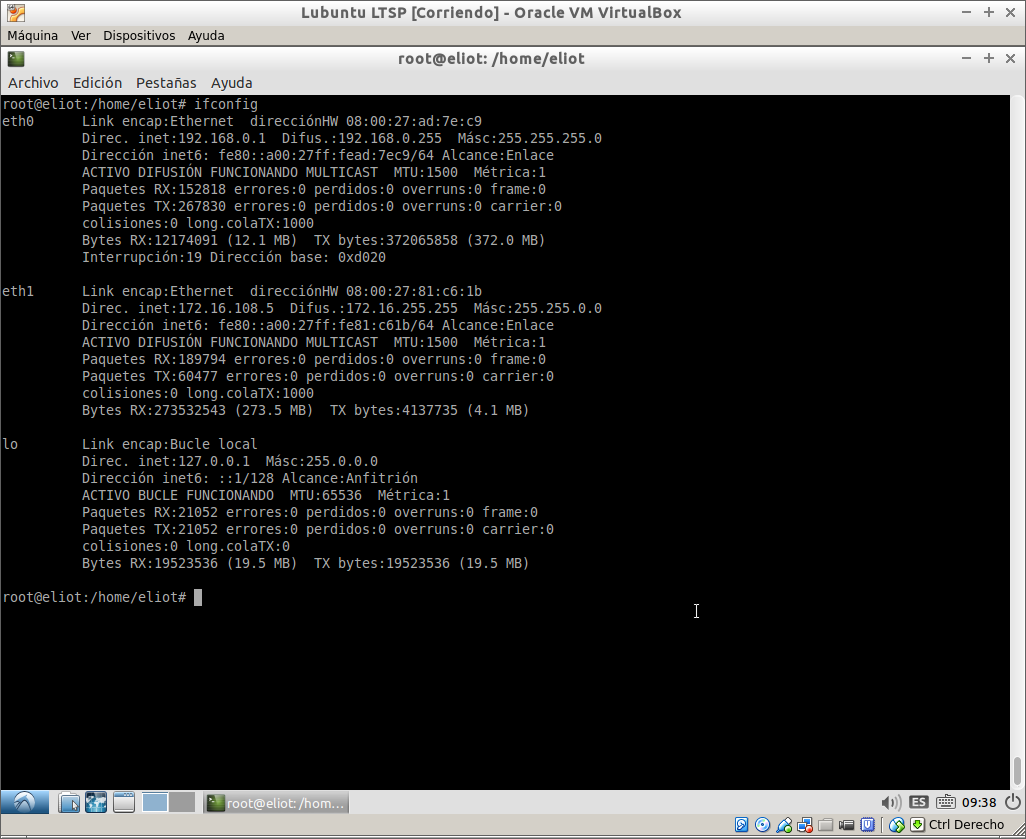 Lubuntu LTSP [Corriendo] - Oracle VM VirtualBox
Máquina Ver Dispositivos Ayuda
root@eliot: /home/eliot
Archivo Edición Pestañas Ayuda
root@eliot:/home/eliot# ifconfig
eth0      Link encap:Ethernet  direcciónHW 08:00:27:ad:7e:c9
          Direc. inet:192.168.0.1  Difus.:192.168.0.255  Másc:255.255.255.0
          Dirección inet6: fe80::a00:27ff:fead:7ec9/64 Alcance:Enlace
          ACTIVO DIFUSIÓN FUNCIONANDO MULTICAST  MTU:1500  Métrica:1
          Paquetes RX:152818 errores:0 perdidos:0 overruns:0 frame:0
          Paquetes TX:267830 errores:0 perdidos:0 overruns:0 carrier:0
          colisiones:0 long.colaTX:1000
          Bytes RX:12174091 (12.1 MB)  TX bytes:372065858 (372.0 MB)
          Interrupción:19 Dirección base: 0xd020
eth1      Link encap:Ethernet  direcciónHW 08:00:27:81:c6:1b
          Direc. inet:172.16.108.5  Difus.:172.16.255.255  Másc:255.255.0.0
          Dirección inet6: fe80::a00:27ff:fe81:c61b/64 Alcance:Enlace
          ACTIVO DIFUSIÓN FUNCIONANDO MULTICAST  MTU:1500  Métrica:1
          Paquetes RX:189794 errores:0 perdidos:0 overruns:0 frame:0
          Paquetes TX:60477 errores:0 perdidos:0 overruns:0 carrier:0
          colisiones:0 long.colaTX:1000
          Bytes RX:273532543 (273.5 MB)  TX bytes:4137735 (4.1 MB)
lo        Link encap:Bucle local
          Direc. inet:127.0.0.1  Másc:255.0.0.0
          Dirección inet6: ::1/128 Alcance:Anfitrión
          ACTIVO BUCLE FUNCIONANDO  MTU:65536  Métrica:1
          Paquetes RX:21052 errores:0 perdidos:0 overruns:0 frame:0
          Paquetes TX:21052 errores:0 perdidos:0 overruns:0 carrier:0
          colisiones:0 long.colaTX:0
          Bytes RX:19523536 (19.5 MB)  TX bytes:19523536 (19.5 MB)
root@eliot:/home/eliot#
root@eliot: /hom... ES 09:38
Ctrl Derecho